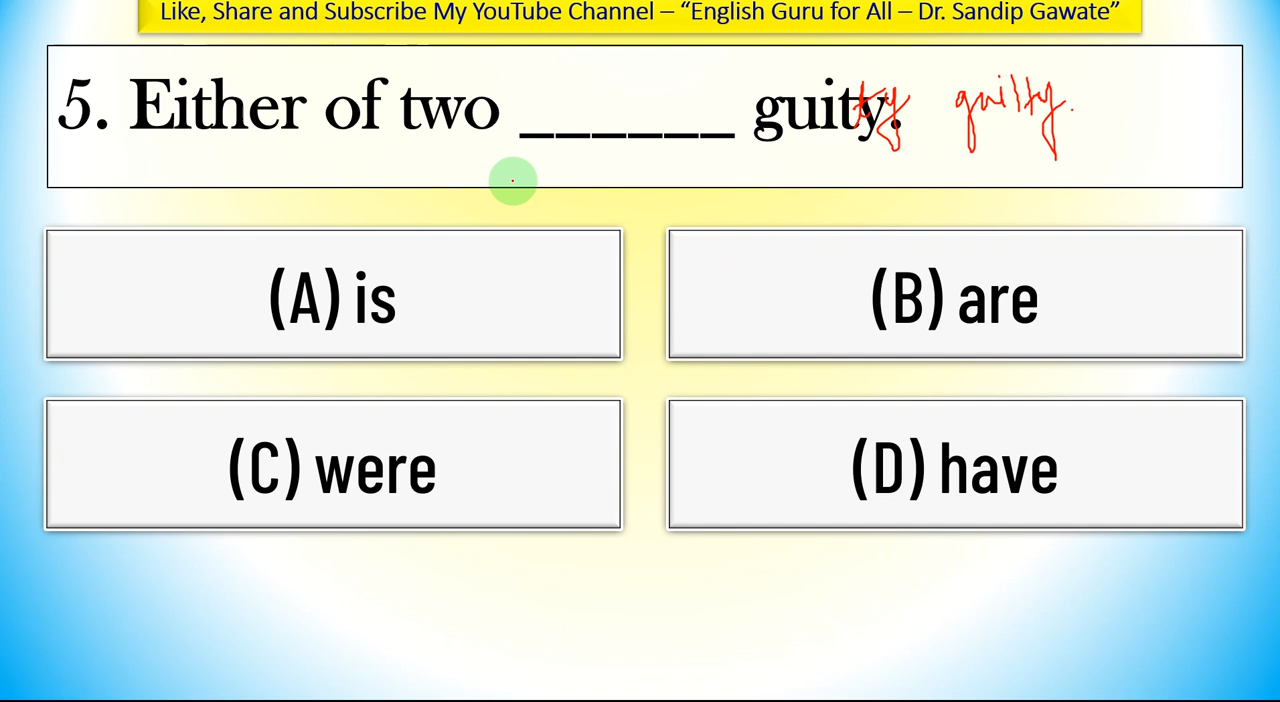 Like, Share and Subscribe My YouTube Channel – “English Guru for All – Dr. Sandip Gawate”
5. Either of two ______ guity. ty guilty.
(A) is
(B) are
(C) were
(D) have